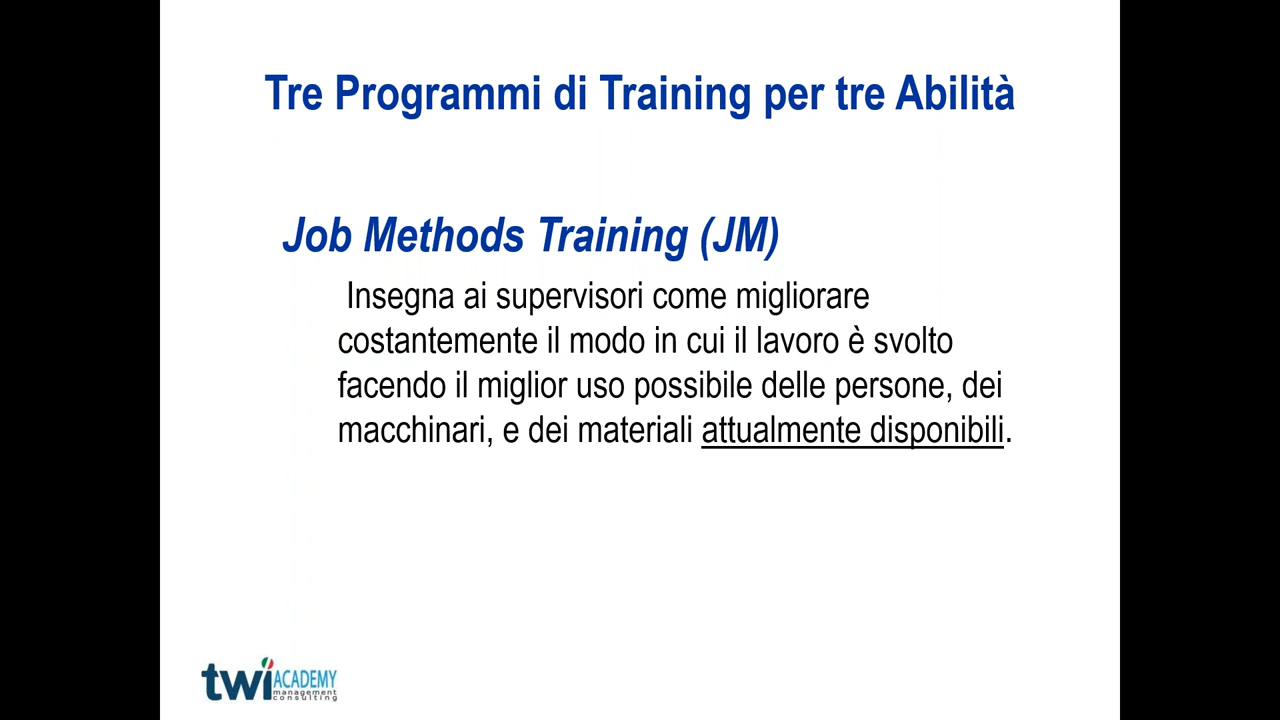 Tre Programmi di Training per tre Abilità
Job Methods Training (JM)
Insegna ai supervisori come migliorare
costantemente il modo in cui il lavoro è svolto
facendo il miglior uso possibile delle persone, dei
macchinari, e dei materiali attualmente disponibili.
twi ACADEMY
management
consulting